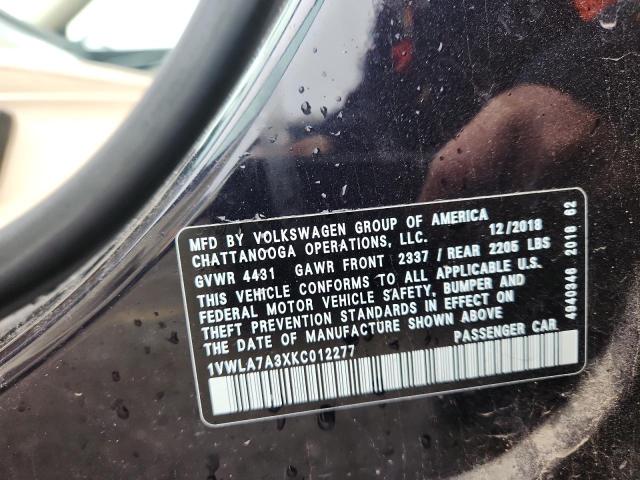 MFD BY VOLKSWAGEN GROUP OF AMERICA 12/2018
CHATTANOOGA OPERATIONS, LLC.
GVWR 4431 GAWR FRONT 2337 / REAR 2205 LBS
THIS VEHICLE CONFORMS TO ALL APPLICABLE U.S.
FEDERAL MOTOR VEHICLE SAFETY, BUMPER AND
THEFT PREVENTION STANDARDS IN EFFECT ON
THE DATE OF MANUFACTURE SHOWN ABOVE
1VWLA7A3XKC012277 PASSENGER CAR
4940346 2018 62